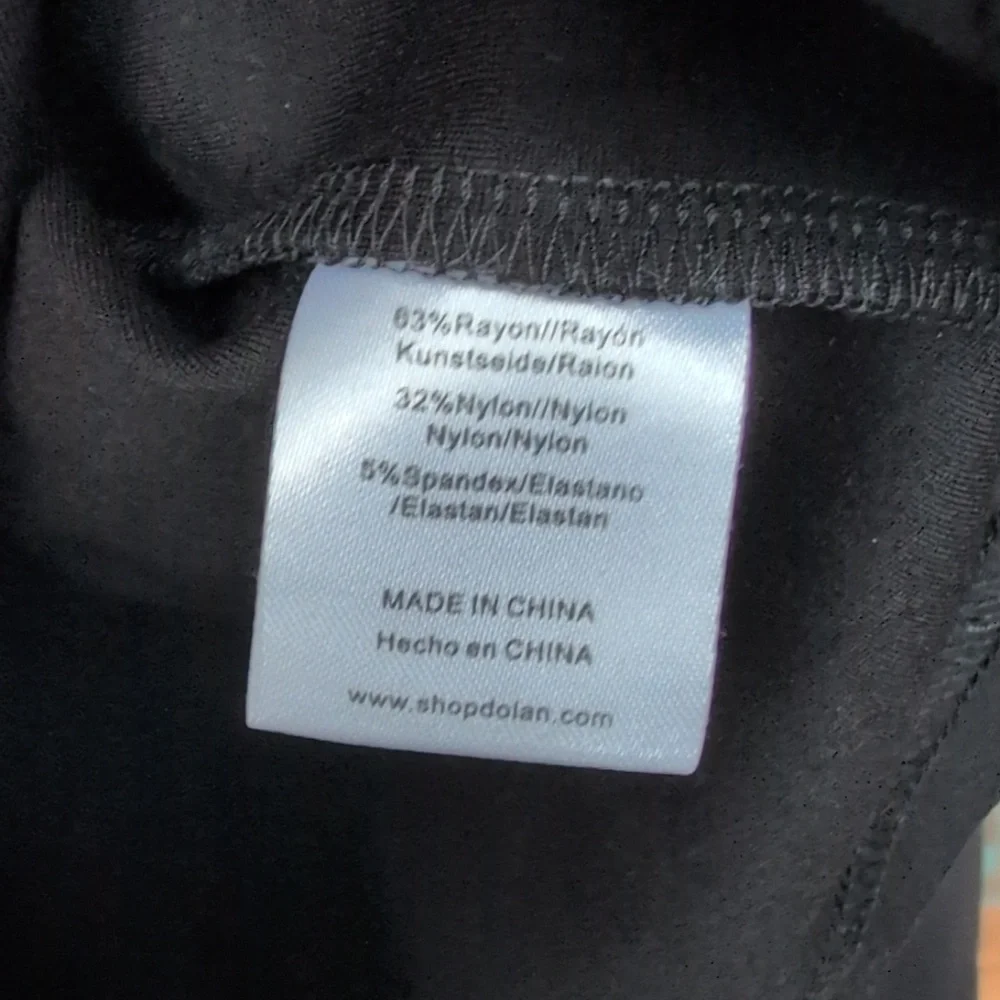 63%Rayon//Rayón
Kunstseide/Raion
32%Nylon//Nylon
Nylon/Nylon
5%Spandex/Elastano
/Elastan/Elastan
MADE IN CHINA
Hecho en CHINA
www.shopdolan.com